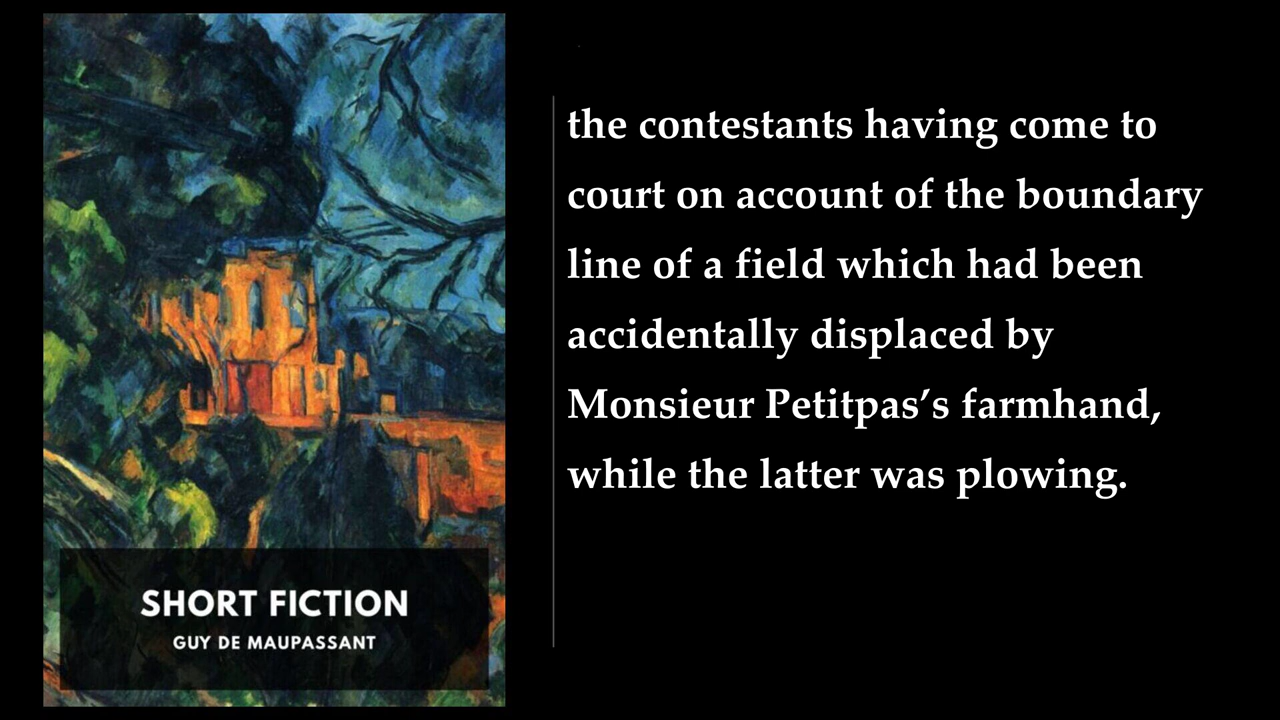 the contestants having come to
court on account of the boundary
line of a field which had been
accidentally displaced by
Monsieur Petitpas’s farmhand,
while the latter was plowing.
SHORT FICTION
GUY DE MAUPASSANT